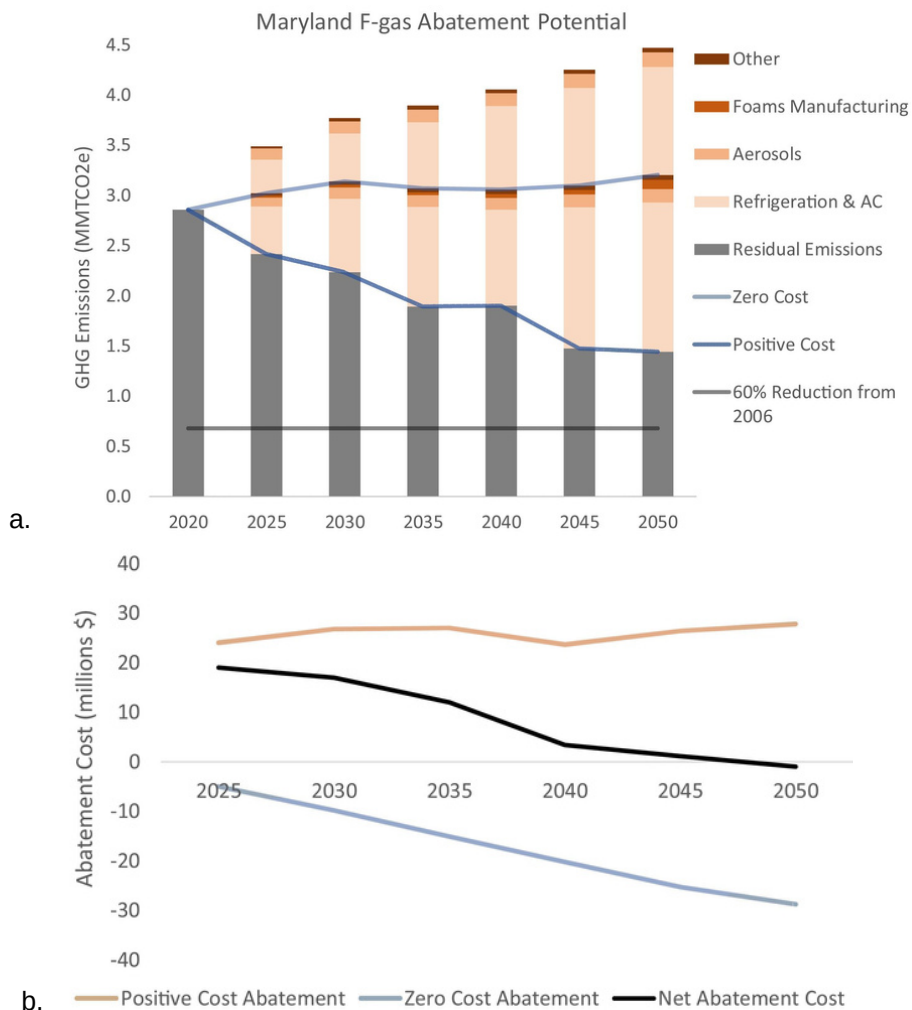 Maryland F-gas Abatement Potential
GHG Emissions (MMTCO2e)
4.5
4.0
3.5
3.0
2.5
2.0
1.5
1.0
0.5
0.0
2020 2025 2030 2035 2040 2045 2050
Other
Foams Manufacturing
Aerosols
Refrigeration & AC
Residual Emissions
Zero Cost
Positive Cost
60% Reduction from
2006
a.
Abatement Cost (millions $)
40
30
20
10
0
-10
-20
-30
-40
2025 2030 2035 2040 2045 2050
b.
Positive Cost Abatement Zero Cost Abatement Net Abatement Cost